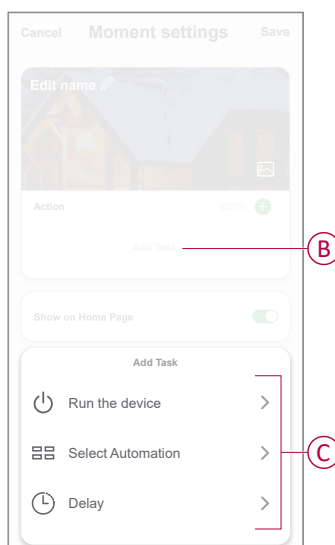 Cancel Moment settings Save
Edit name
Action (0/10)
Add Task
B
Show on Home Page
Add Task
Run the device
Select Automation
C
Delay